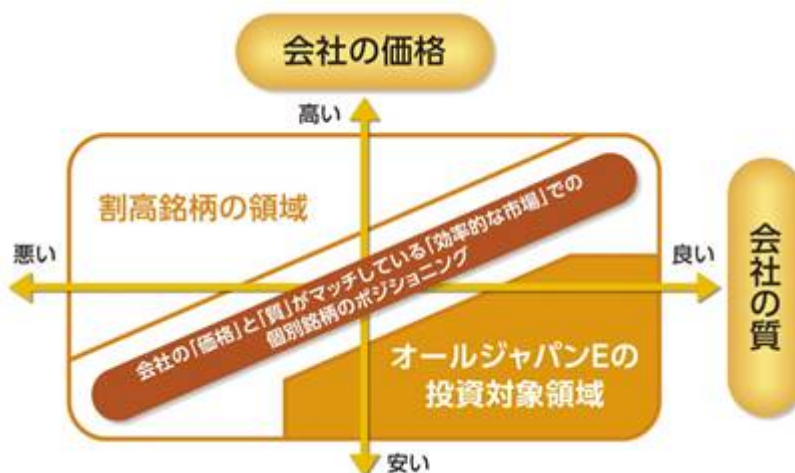 会社の価格
高い
割高銘柄の領域
会社の「価格」と「質」がマッチしている「効率的な市場」での
個別銘柄のポジショニング
悪い
良い
会社の質
オールジャパンEの
投資対象領域
安い